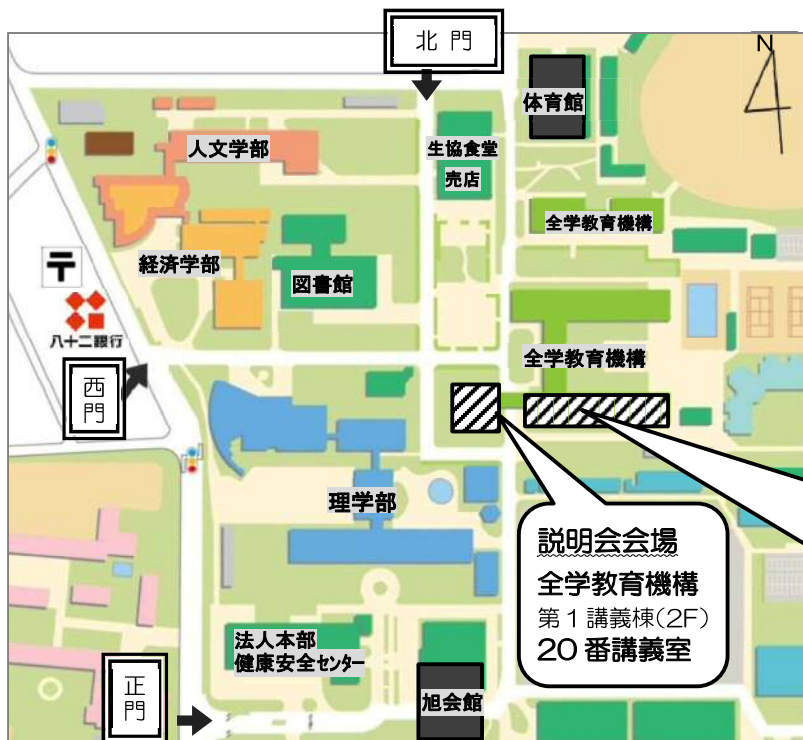 北門
N
体育館
人文学部
生協食堂
売店
全学教育機構
経済学部
図書館
〒
八十二銀行
全学教育機構
西門
理学部
説明会会場
全学教育機構
第1講義棟(2F)
20番講義室
法人本部
健康安全センター
正門
旭会館